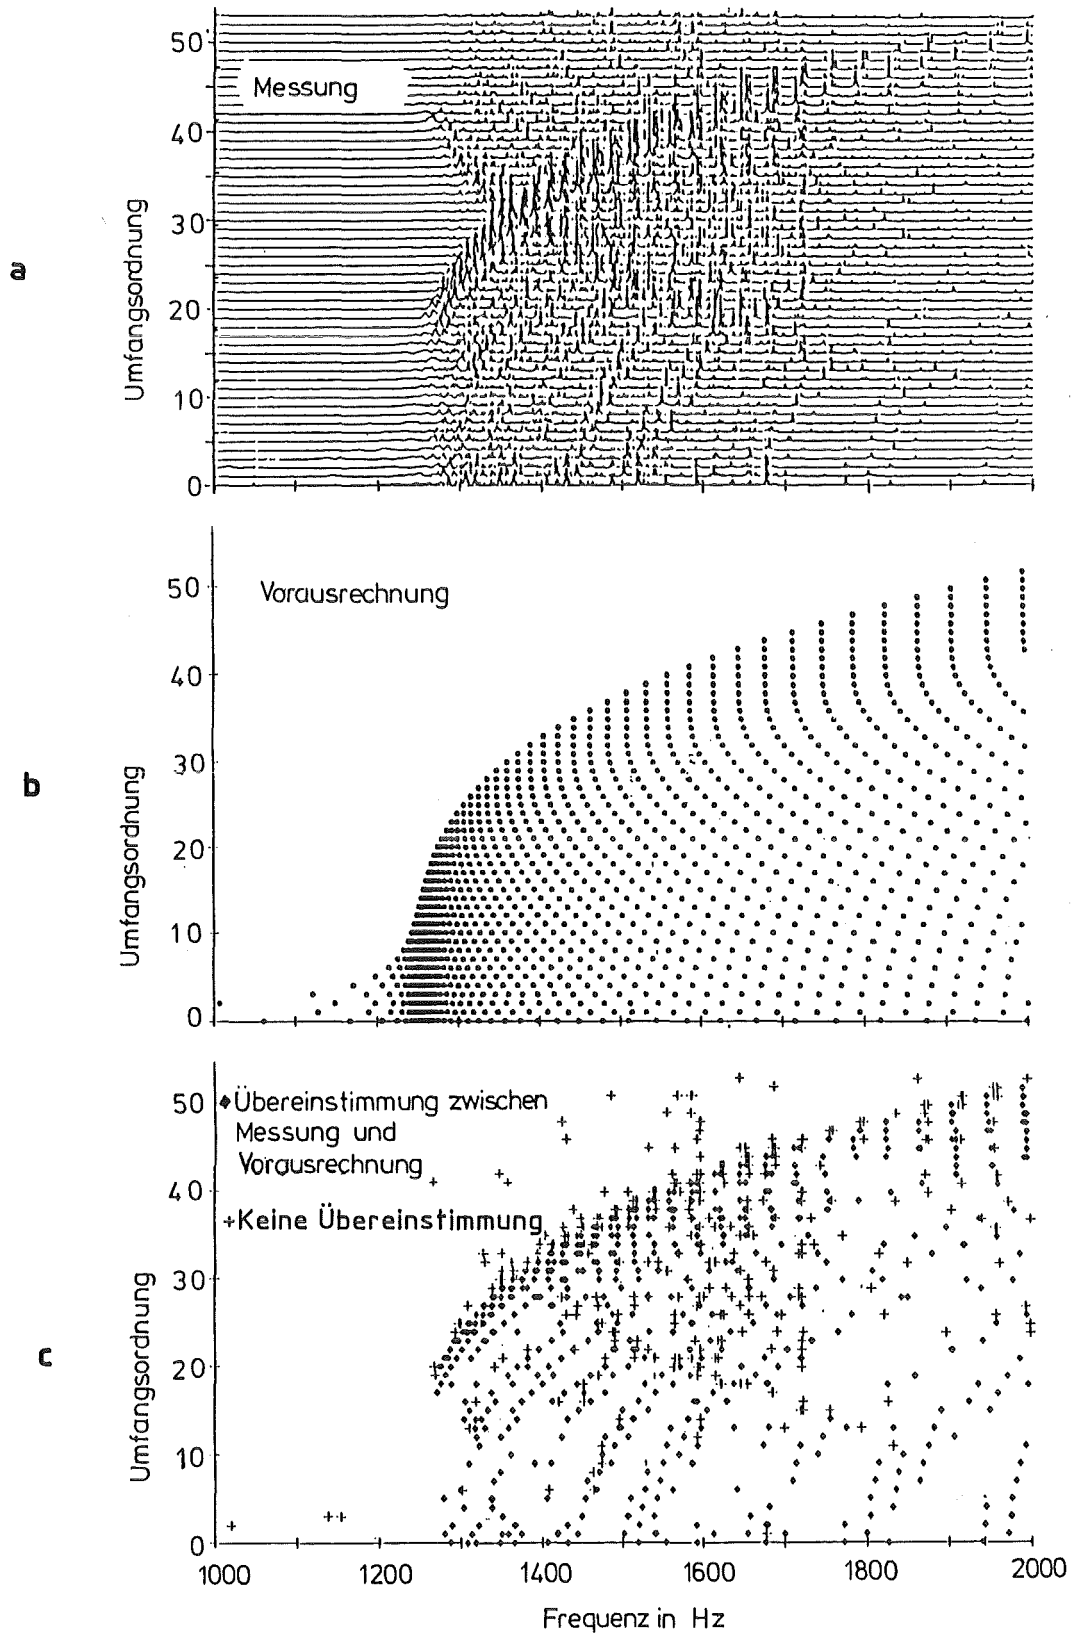 50
Messung
40
30
20
10
0
Umfangsordnung
a
50
Vorausrechnung
40
30
20
10
0
Umfangsordnung
b
50
Übereinstimmung zwischen
Messung und
Vorausrechnung
40
+Keine Übereinstimmung
30
20
10
0
Umfangsordnung
c
1000 1200 1400 1600 1800 2000
Frequenz in Hz